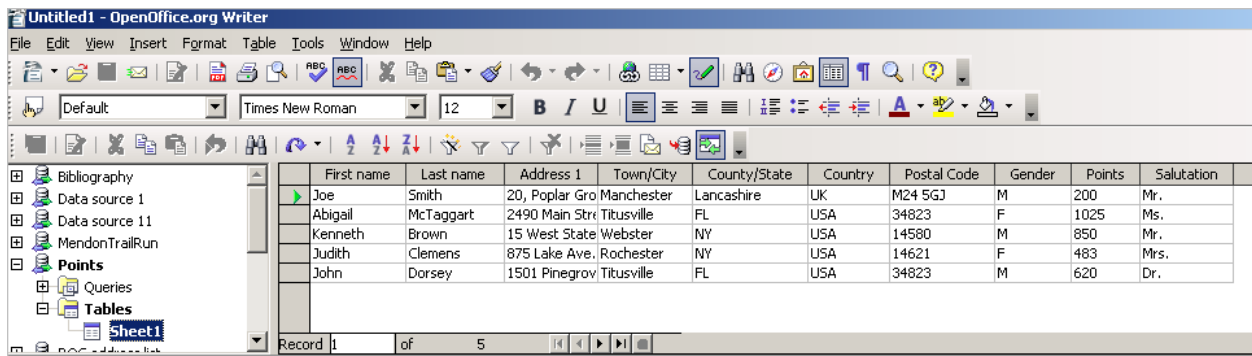 Untitled1 - OpenOffice.org Writer
File Edit View Insert Format Table Tools Window Help
ABC ABC
Default Times New Roman 12 B I U A
Bibliography
Data source 1
Data source 11
MendonTrailRun
Points
Queries
Tables
Sheet1
First name Last name Address 1 Town/City County/State Country Postal Code Gender Points Salutation
Joe Smith 20, Poplar Gro Manchester Lancashire UK M24 5GJ M 200 Mr.
Abigail McTaggart 2490 Main Stre Titusville FL USA 34823 F 1025 Ms.
Kenneth Brown 15 West State Webster NY USA 14580 M 850 Mr.
Judith Clemens 875 Lake Ave. Rochester NY USA 14621 F 483 Mrs.
John Dorsey 1501 Pinegrov Titusville FL USA 34823 M 620 Dr.
Record 1 of 5